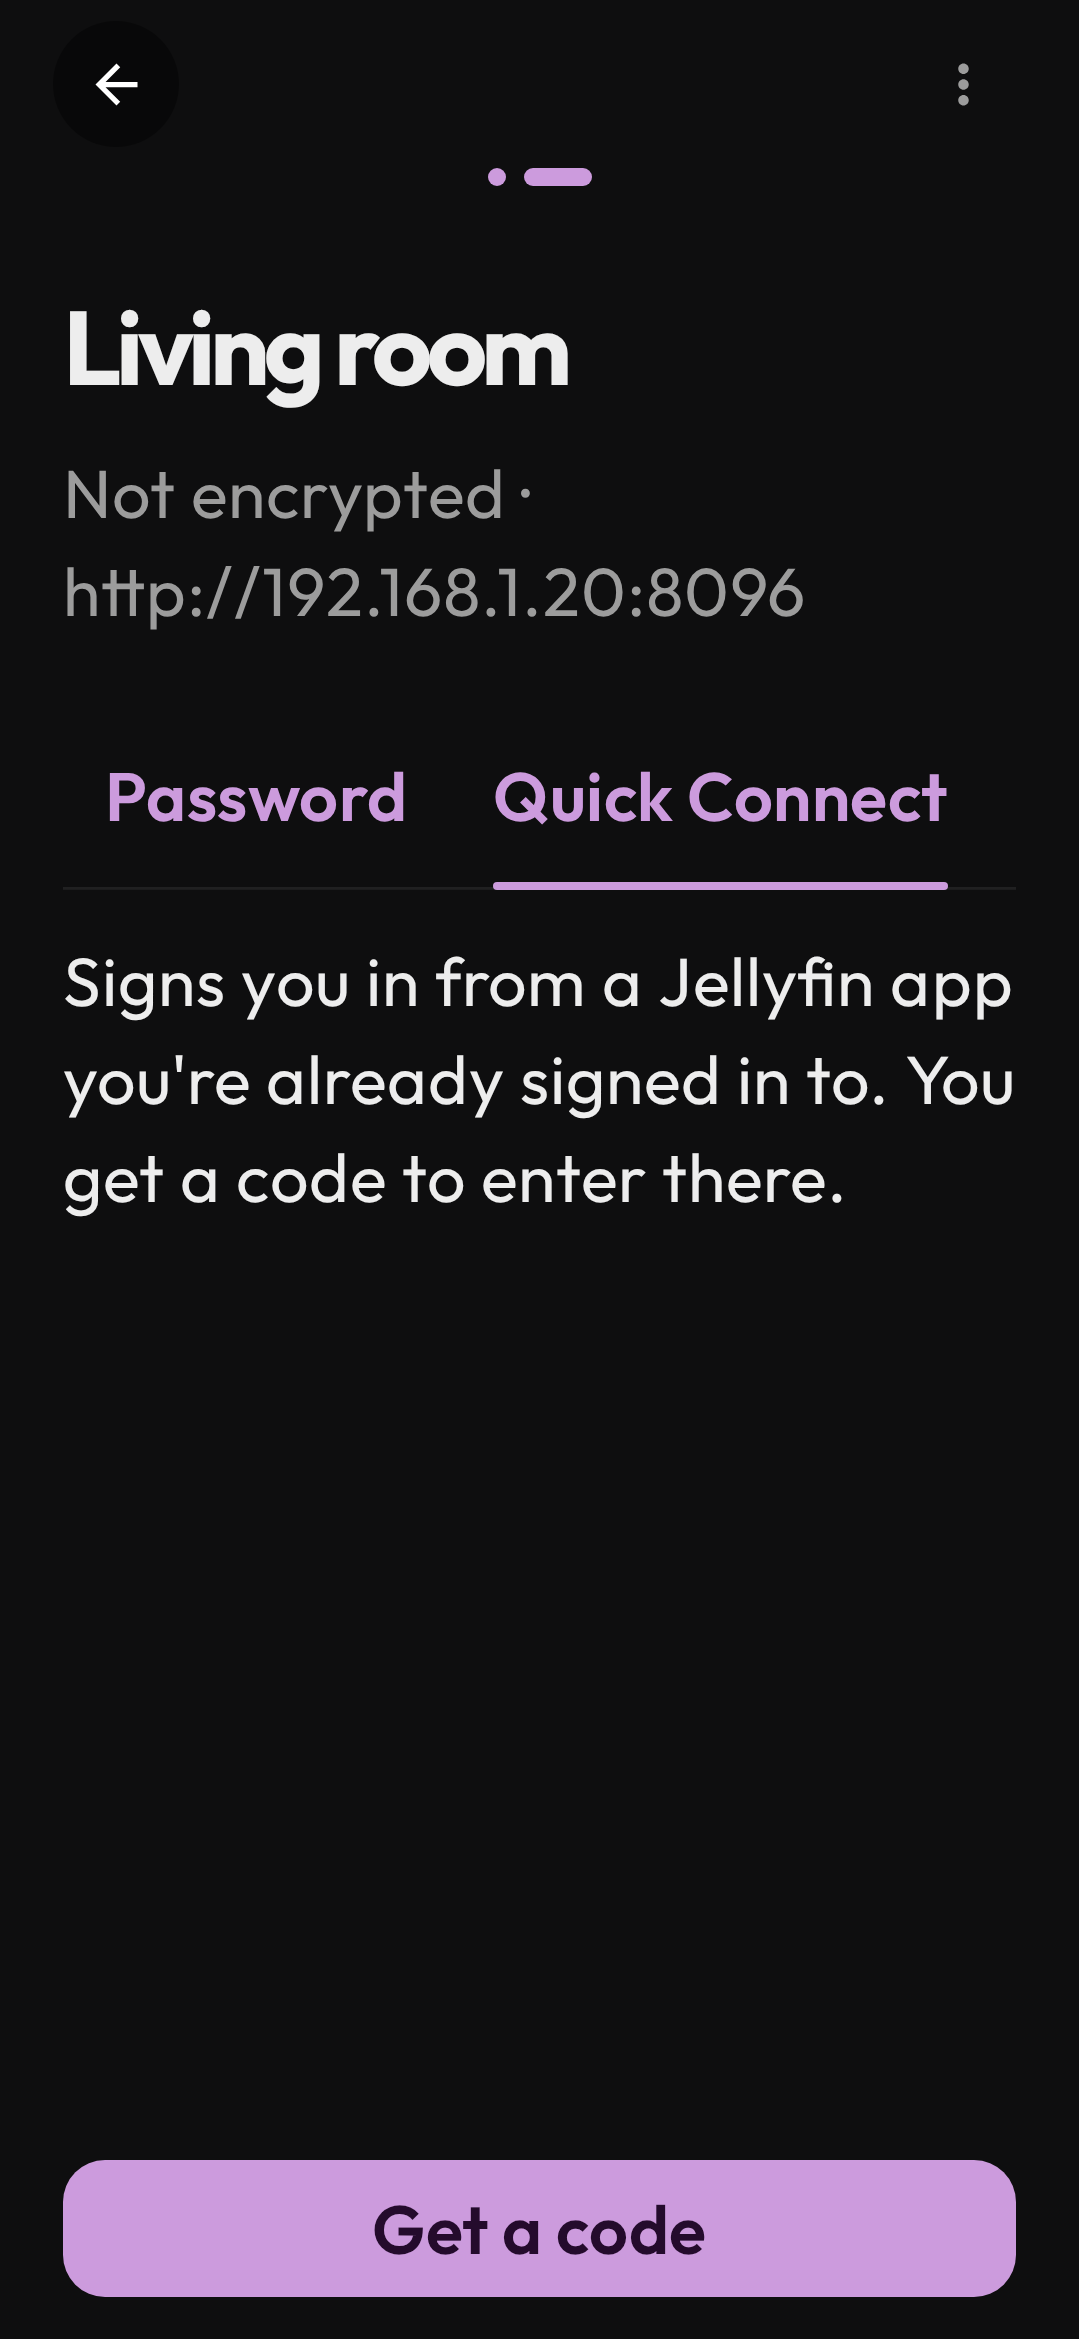 Living room
Not encrypted ·
http://192.168.1.20:8096
Password
Quick Connect
Signs you in from a Jellyfin app
you're already signed in to. You
get a code to enter there.
Get a code